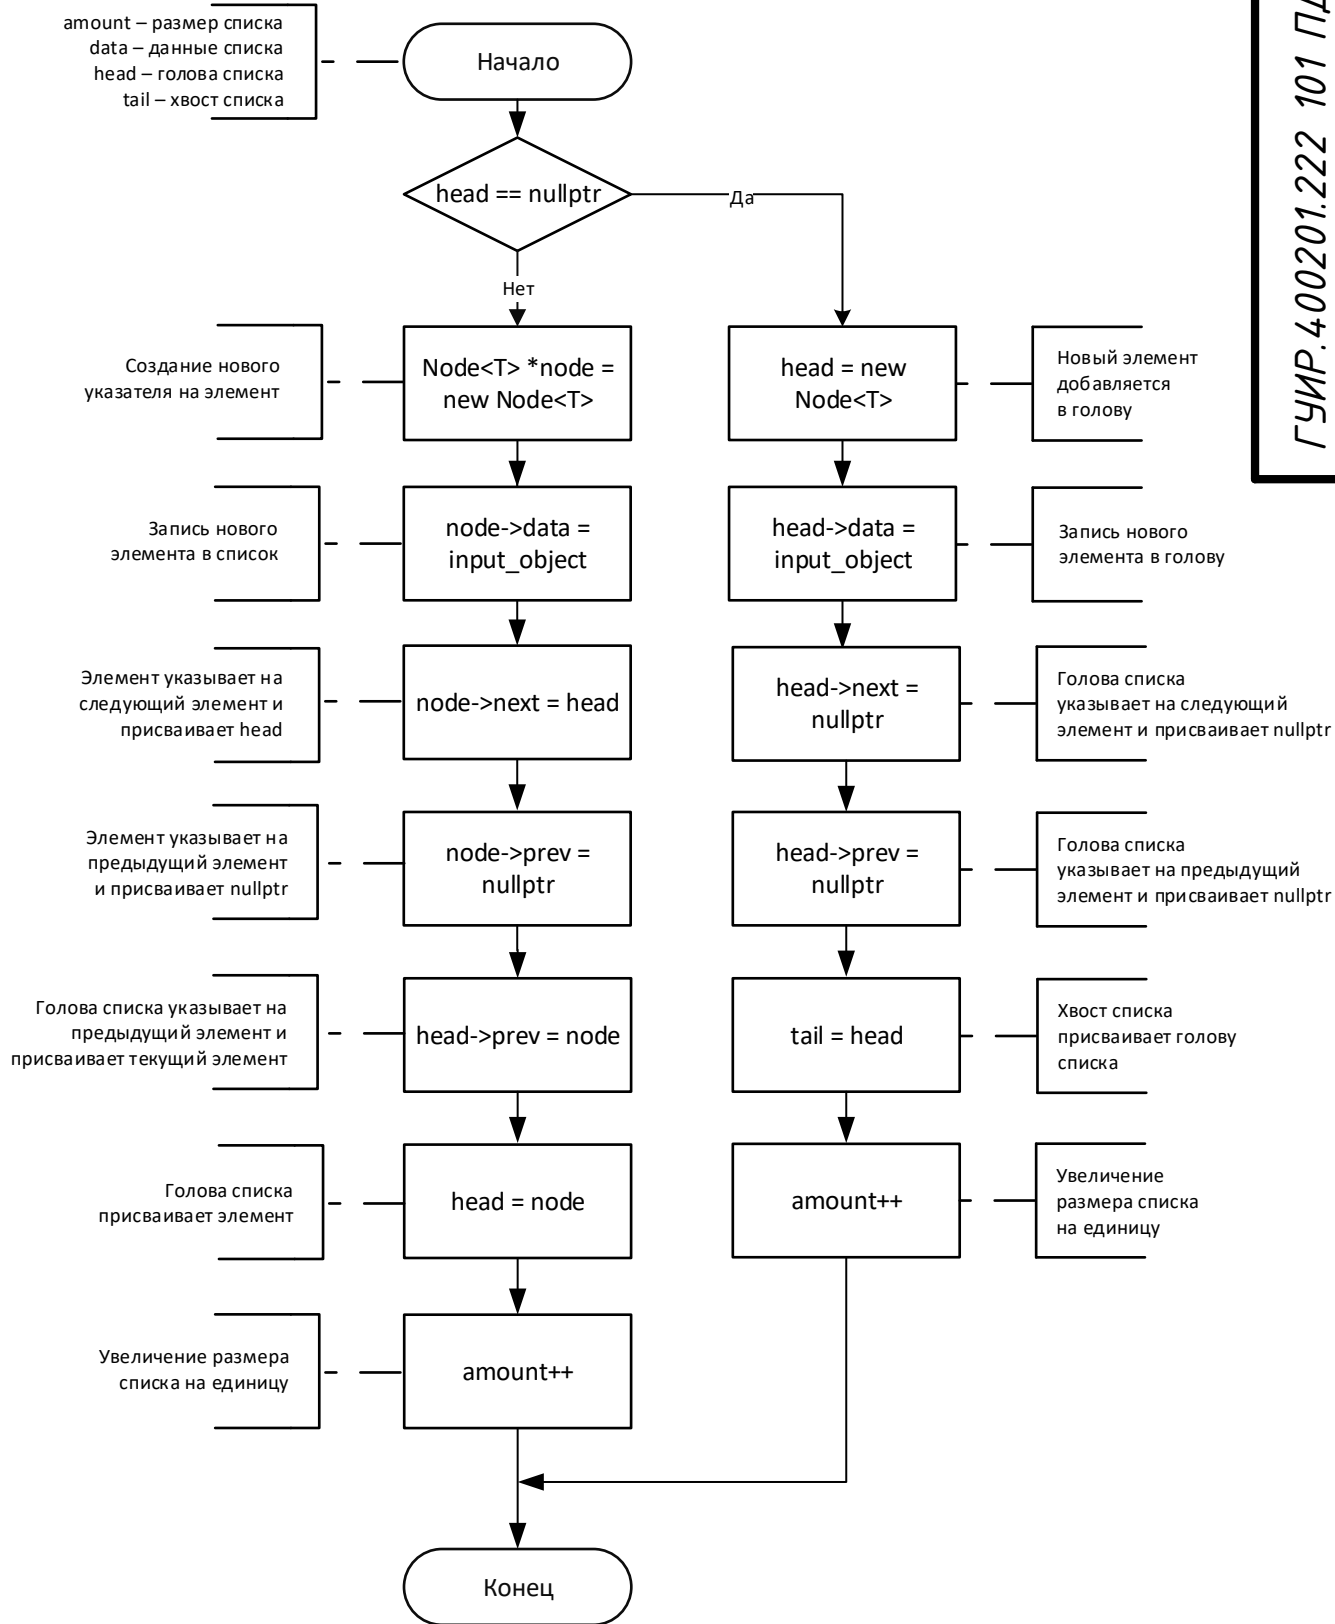 amount – размер списка
data – данные списка
head – голова списка
tail – хвост списка
Начало
head == nullptr
Да
Нет
Создание нового
указателя на элемент
Node<T> *node =
new Node<T>
head = new
Node<T>
Новый элемент
добавляется
в голову
Запись нового
элемента в список
node->data =
input_object
head->data =
input_object
Запись нового
элемента в голову
Элемент указывает на
следующий элемент и
присваивает head
node->next = head
head->next =
nullptr
Голова списка
указывает на следующий
элемент и присваивает nullptr
Элемент указывает на
предыдущий элемент
и присваивает nullptr
node->prev =
nullptr
head->prev =
nullptr
Голова списка
указывает на предыдущий
элемент и присваивает nullptr
Голова списка указывает на
предыдущий элемент и
присваивает текущий элемент
head->prev = node
tail = head
Хвост списка
присваивает голову
списка
Голова списка
присваивает элемент
head = node
amount++
Увеличение
размера списка
на единицу
Увеличение размера
списка на единицу
amount++
Конец
ГУИР.400201.222 101